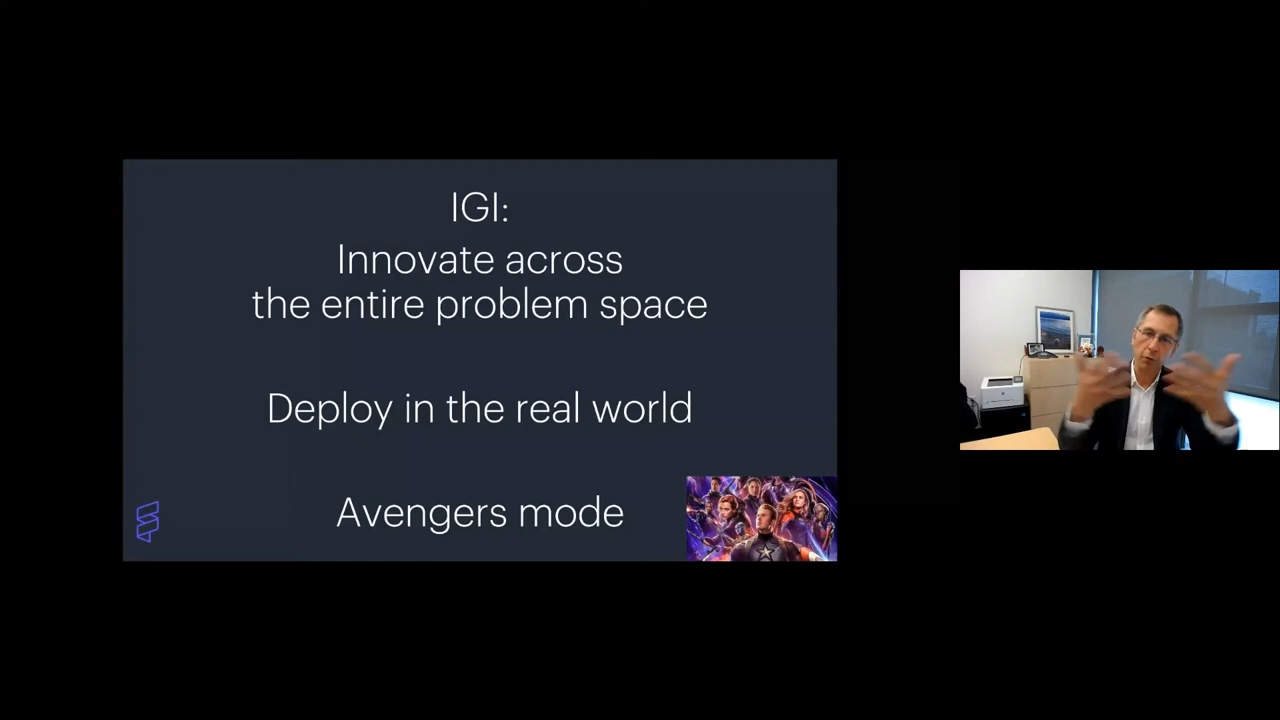 IGI:
Innovate across
the entire problem space
Deploy in the real world
Avengers mode